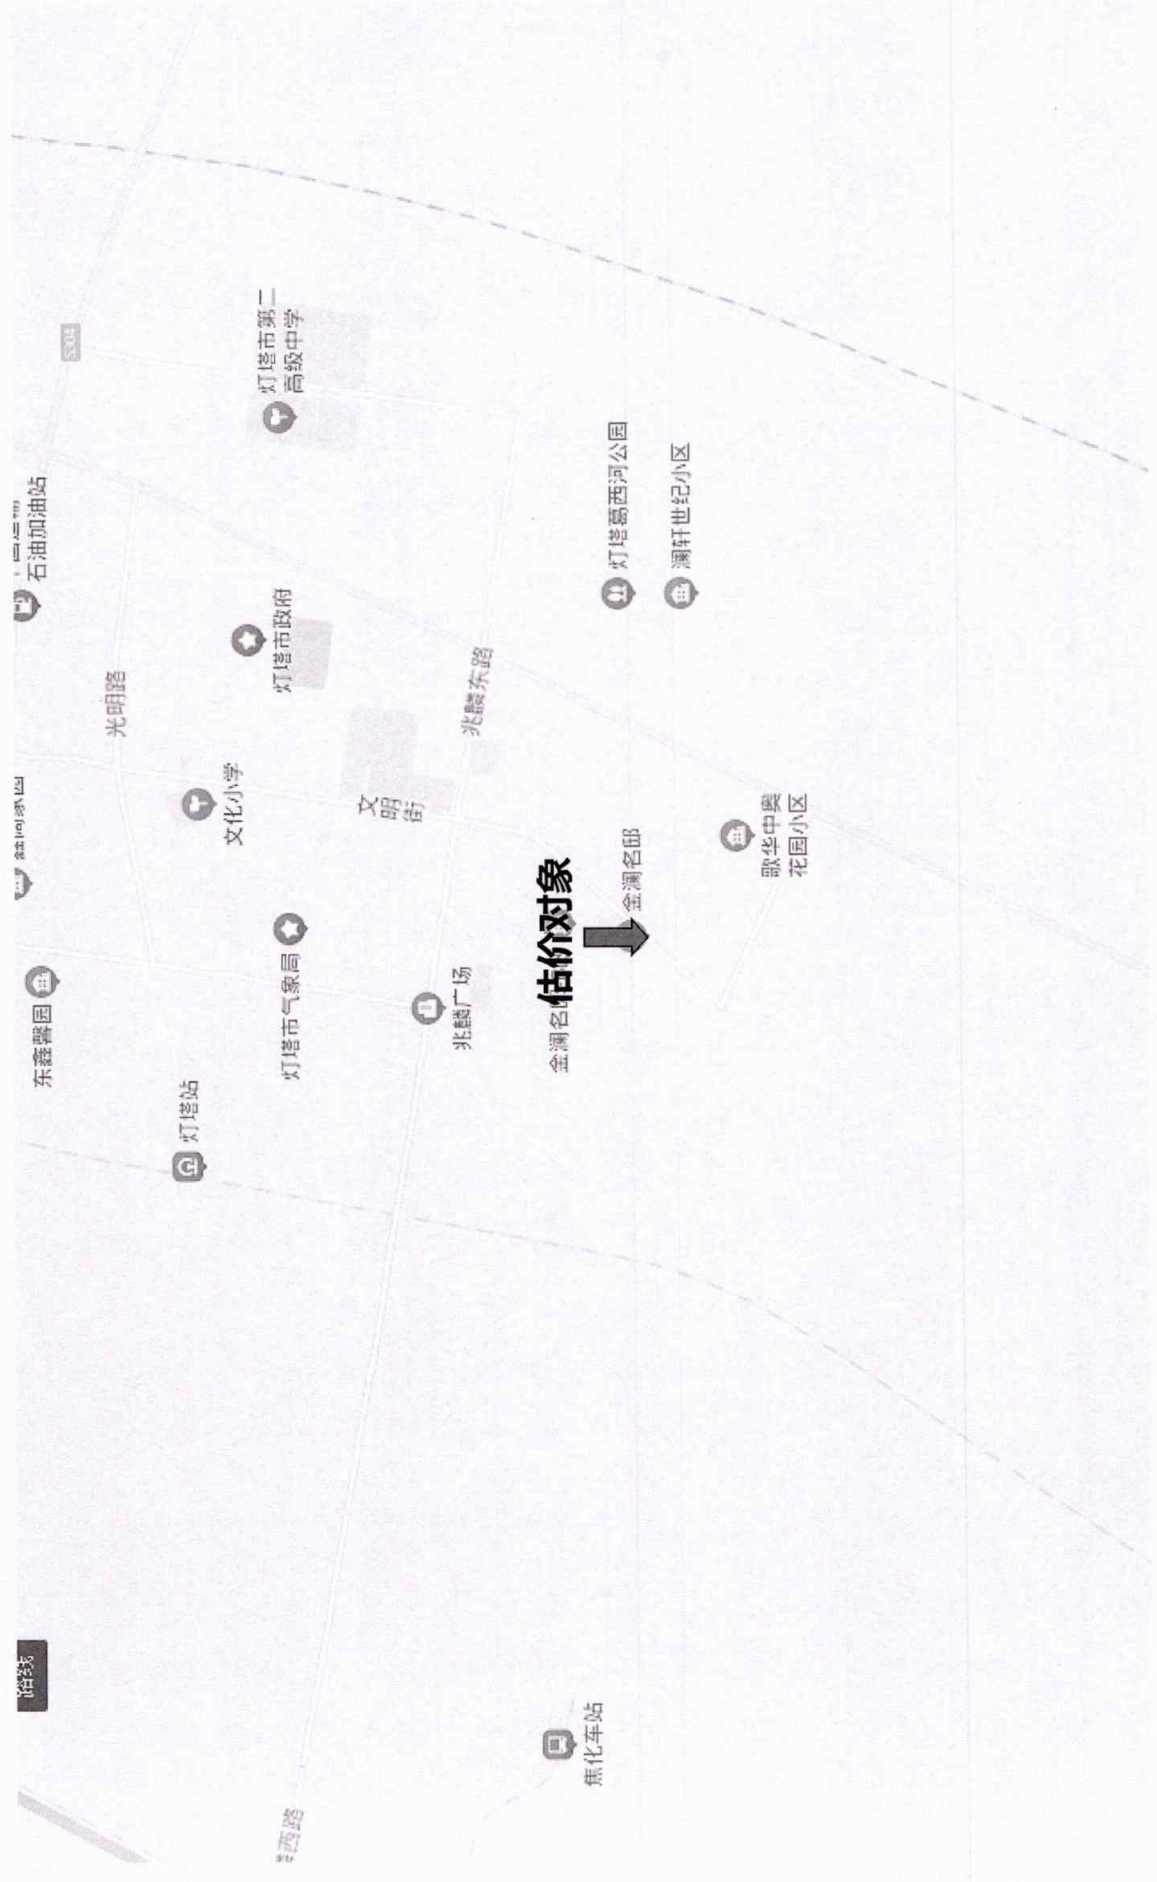 路线
石油加油站
东鑫馨园
S304
光明路
灯塔站
文化小学
灯塔市第二
高级中学
灯塔市政府
灯塔市气象局
西路
文
明
街
兆麟广场
兆麟东路
估价对象
金澜名
焦化车站
金澜名邸
灯塔葛西河公园
澜轩世纪小区
歌华中奥
花园小区